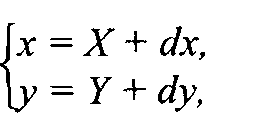 x = X + dx,
y = Y + dy,